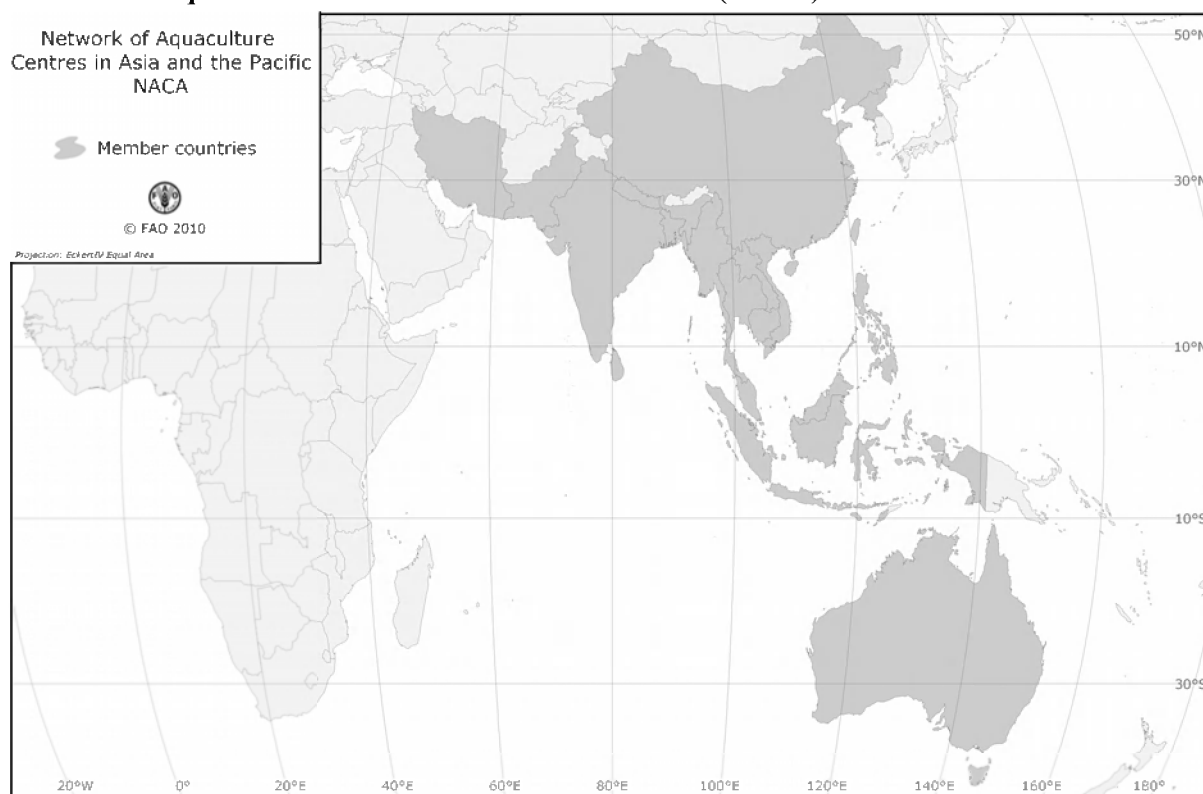 Network of Aquaculture
Centres in Asia and the Pacific
NACA
Member countries
© FAO 2010
Projection: EckertIV Equal Area
50°N
30°N
10°N
10°S
30°S
20°W 0° 20°E 40°E 60°E 80°E 100°E 120°E 140°E 160°E 180°